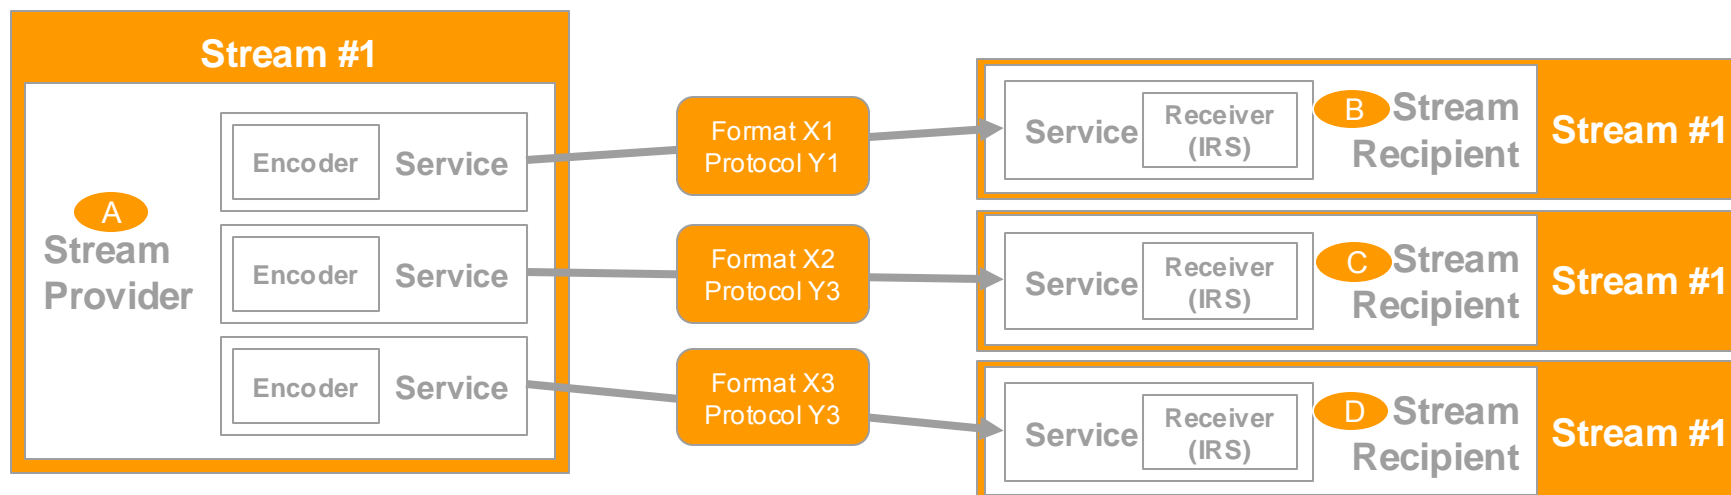 Stream #1
A
Stream
Provider
Encoder
Service
Encoder
Service
Encoder
Service
Format X1
Protocol Y1
Format X2
Protocol Y3
Format X3
Protocol Y3
Service
Receiver
(IRS)
B
Stream
Recipient
Stream #1
Service
Receiver
(IRS)
C
Stream
Recipient
Stream #1
Service
Receiver
(IRS)
D
Stream
Recipient
Stream #1